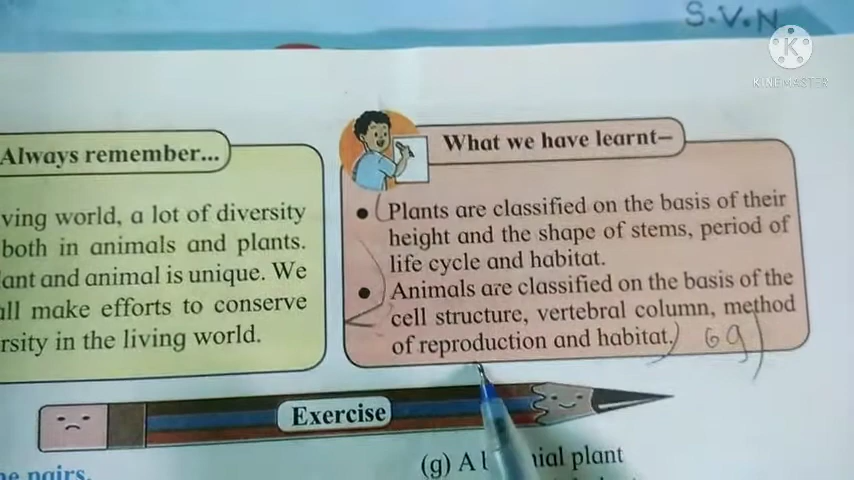 S.V.N
KINEMASTER
Always remember...
ving world, a lot of diversity
both in animals and plants.
ant and animal is unique. We
all make efforts to conserve
rsity in the living world.
What we have learnt–
• Plants are classified on the basis of their
height and the shape of stems, period of
life cycle and habitat.
• Animals are classified on the basis of the
cell structure, vertebral column, method
of reproduction and habitat.
Exercise
(g) A nial plant
he pairs.